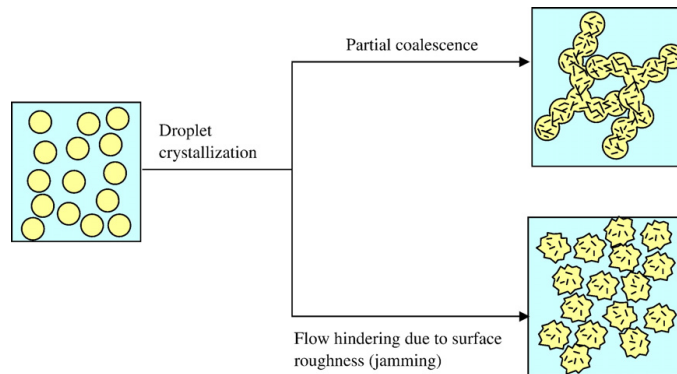 Partial coalescence
Droplet
crystallization
Flow hindering due to surface
roughness (jamming)